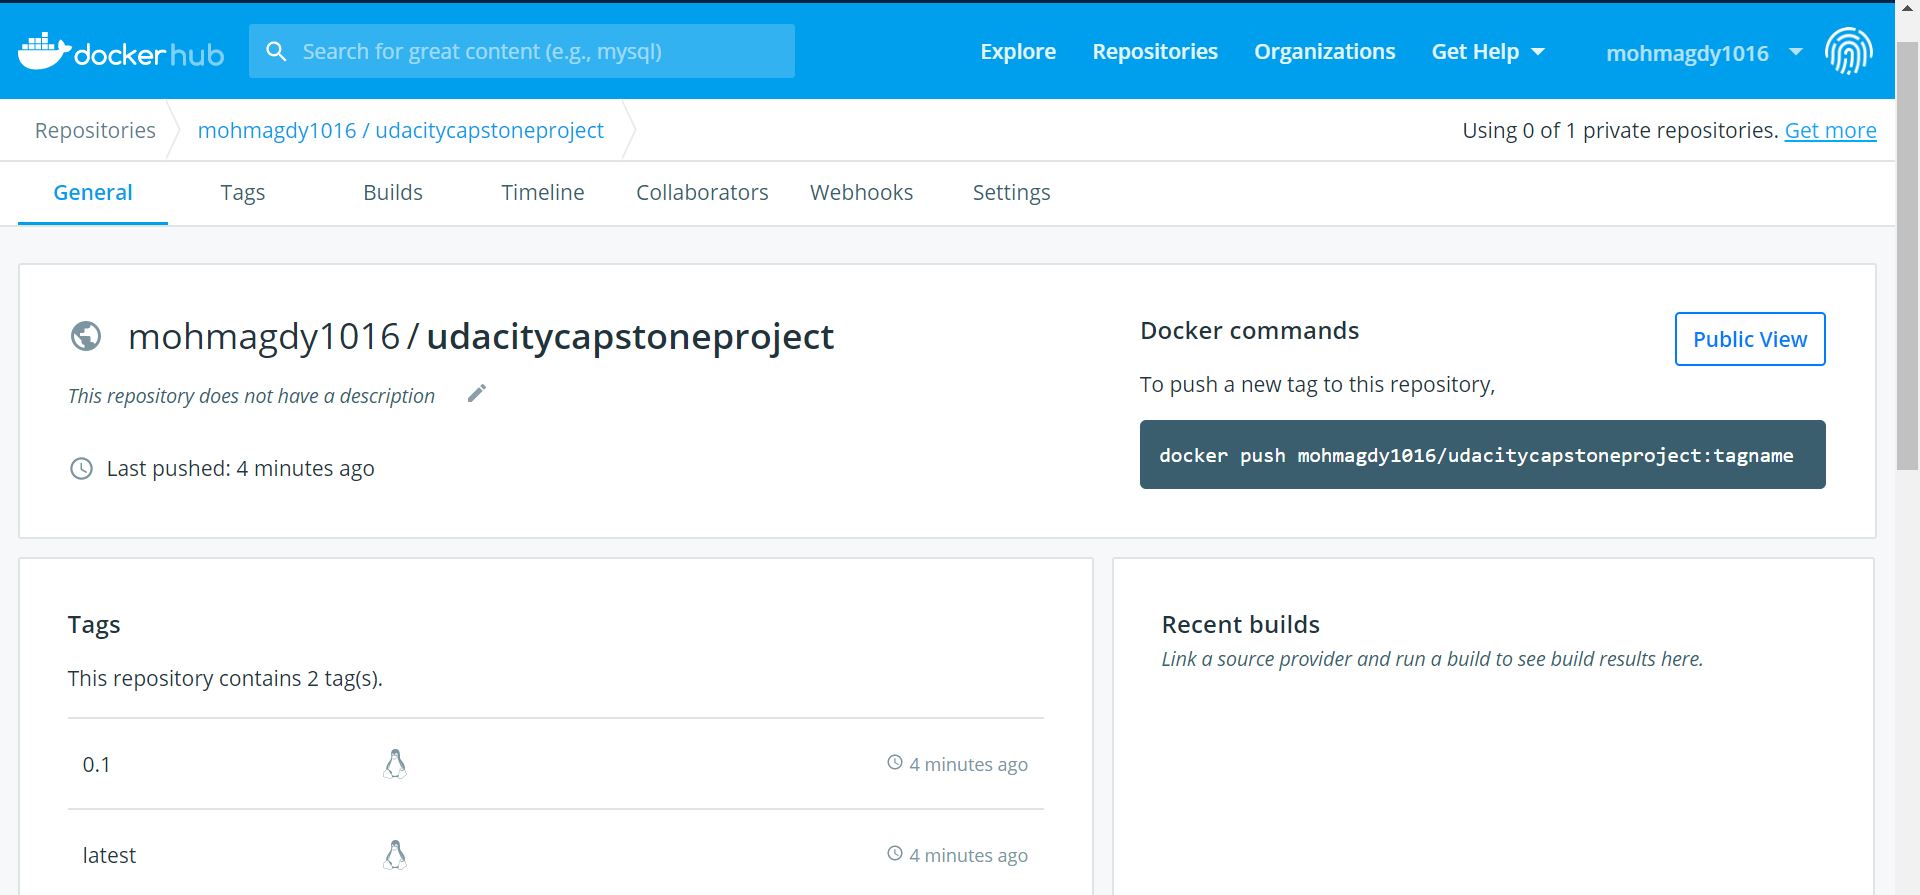 dockerhub
Search for great content (e.g., mysql)
Explore
Repositories
Organizations
Get Help
mohmagdy1016
Repositories
mohmagdy1016 / udacitycapstoneproject
Using 0 of 1 private repositories. Get more
General
Tags
Builds
Timeline
Collaborators
Webhooks
Settings
mohmagdy1016 / udacitycapstoneproject
This repository does not have a description
Last pushed: 4 minutes ago
Docker commands
Public View
To push a new tag to this repository,
docker push mohmagdy1016/udacitycapstoneproject:tagname
Tags
This repository contains 2 tag(s).
0.1
4 minutes ago
latest
4 minutes ago
Recent builds
Link a source provider and run a build to see build results here.